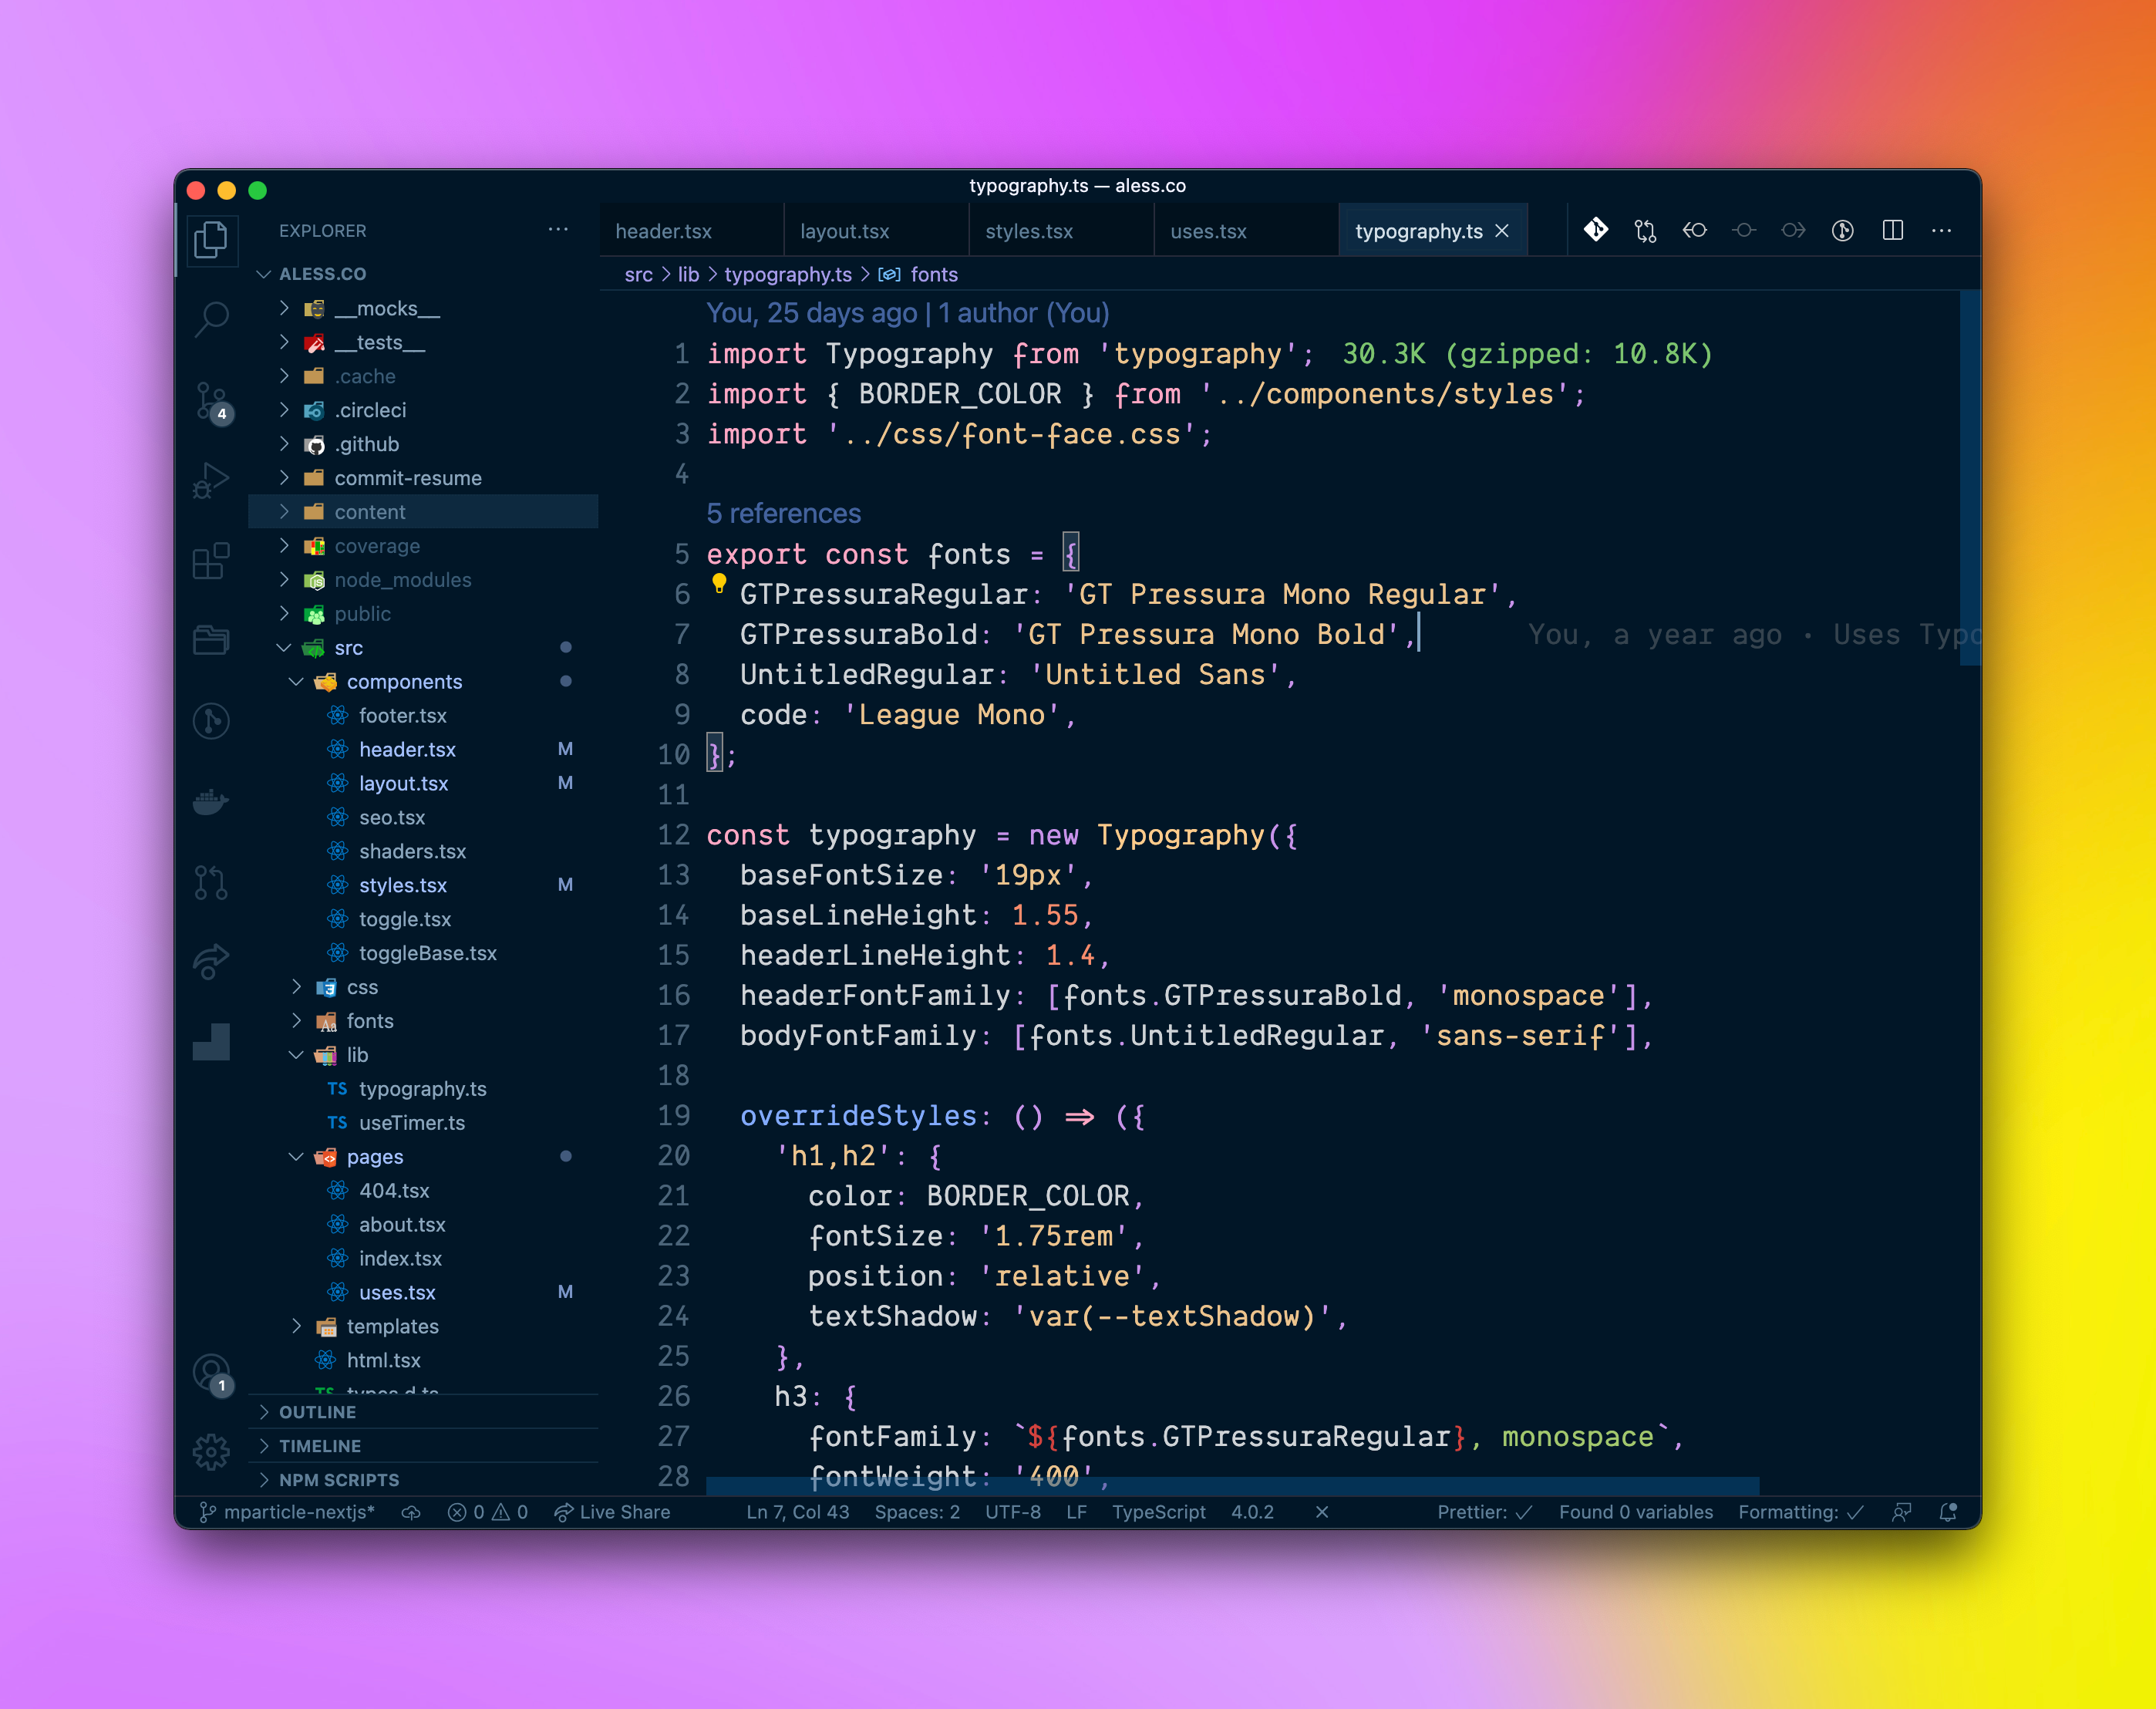 typography.ts — aless.co
EXPLORER
ALESS.CO
__mocks__
__tests__
.cache
.circleci
.github
commit-resume
content
coverage
node_modules
public
src
components
footer.tsx
header.tsx M
layout.tsx M
seo.tsx
shaders.tsx
styles.tsx M
toggle.tsx
toggleBase.tsx
css
fonts
lib
TS typography.ts
TS useTimer.ts
pages
404.tsx
about.tsx
index.tsx
uses.tsx M
templates
html.tsx
TS types.d.ts
OUTLINE
TIMELINE
NPM SCRIPTS
4
1
header.tsx layout.tsx styles.tsx uses.tsx typography.ts
src > lib > typography.ts > fonts
You, 25 days ago | 1 author (You)
1 import Typography from 'typography'; 30.3K (gzipped: 10.8K)
2 import { BORDER_COLOR } from '../components/styles';
3 import '../css/font-face.css';
4
5 references
5 export const fonts = {
6 GTPressuraRegular: 'GT Pressura Mono Regular',
7 GTPressuraBold: 'GT Pressura Mono Bold', You, a year ago • Uses Typo
8 UntitledRegular: 'Untitled Sans',
9 code: 'League Mono',
10 };
11
12 const typography = new Typography({
13 baseFontSize: '19px',
14 baseLineHeight: 1.55,
15 headerLineHeight: 1.4,
16 headerFontFamily: [fonts.GTPressuraBold, 'monospace'],
17 bodyFontFamily: [fonts.UntitledRegular, 'sans-serif'],
18
19 overrideStyles: () => ({
20 'h1,h2': {
21 color: BORDER_COLOR,
22 fontSize: '1.75rem',
23 position: 'relative',
24 textShadow: 'var(--textShadow)',
25 },
26 h3: {
27 fontFamily: `${fonts.GTPressuraRegular}, monospace`,
28 fontWeight: '400',
mparticle-nextjs* 0 0 Live Share Ln 7, Col 43 Spaces: 2 UTF-8 LF TypeScript 4.0.2 Prettier: ✓ Found 0 variables Formatting: ✓